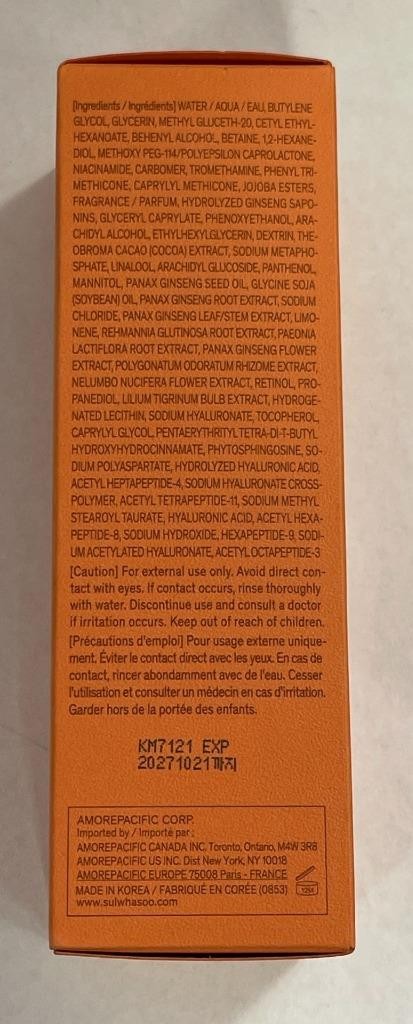 [Ingredients / Ingrédients] WATER / AQUA / EAU, BUTYLENE
GLYCOL, GLYCERIN, METHYL GLUCETH-20, CETYL ETHYL-
HEXANOATE, BEHENYL ALCOHOL, BETAINE, 1,2-HEXANE-
DIOL, METHOXY PEG-114/POLYEPSILON CAPROLACTONE,
NIACINAMIDE, CARBOMER, TROMETHAMINE, PHENYL TRI-
METHICONE, CAPRYLYL METHICONE, JOJOBA ESTERS,
FRAGRANCE / PARFUM, HYDROLYZED GINSENG SAPO-
NINS, GLYCERYL CAPRYLATE, PHENOXYETHANOL, ARA-
CHIDYL ALCOHOL, ETHYLHEXYLGLYCERIN, DEXTRIN, THE-
OBROMA CACAO (COCOA) EXTRACT, SODIUM METAPHO-
SPHATE, LINALOOL, ARACHIDYL GLUCOSIDE, PANTHENOL,
MANNITOL, PANAX GINSENG SEED OIL, GLYCINE SOJA
(SOYBEAN) OIL, PANAX GINSENG ROOT EXTRACT, SODIUM
CHLORIDE, PANAX GINSENG LEAF/STEM EXTRACT, LIMO-
NENE, REHMANNIA GLUTINOSA ROOT EXTRACT, PAEONIA
LACTIFLORA ROOT EXTRACT, PANAX GINSENG FLOWER
EXTRACT, POLYGONATUM ODORATUM RHIZOME EXTRACT,
NELUMBO NUCIFERA FLOWER EXTRACT, RETINOL, PRO-
PANEDIOL, LILIUM TIGRINUM BULB EXTRACT, HYDROGE-
NATED LECITHIN, SODIUM HYALURONATE, TOCOPHEROL,
CAPRYLYL GLYCOL, PENTAERYTHRITYL TETRA-DI-T-BUTYL
HYDROXYHYDROCINNAMATE, PHYTOSPHINGOSINE, SO-
DIUM POLYASPARTATE, HYDROLYZED HYALURONIC ACID,
ACETYL HEPTAPEPTIDE-4, SODIUM HYALURONATE CROSS-
POLYMER, ACETYL TETRAPEPTIDE-11, SODIUM METHYL
STEAROYL TAURATE, HYALURONIC ACID, ACETYL HEXA-
PEPTIDE-8, SODIUM HYDROXIDE, HEXAPEPTIDE-9, SODI-
UM ACETYLATED HYALURONATE, ACETYL OCTAPEPTIDE-3
[Caution] For external use only. Avoid direct con-
tact with eyes. If contact occurs, rinse thoroughly
with water. Discontinue use and consult a doctor
if irritation occurs. Keep out of reach of children.
[Précautions d'emploi] Pour usage externe unique-
ment. Éviter le contact direct avec les yeux. En cas de
contact, rincer abondamment avec de l'eau. Cesser
l'utilisation et consulter un médecin en cas d'irritation.
Garder hors de la portée des enfants.
KM7121 EXP
20271021까지
AMOREPACIFIC CORP.
Imported by / Importé par ;
AMOREPACIFIC CANADA INC. Toronto, Ontario, M4W 3R8
AMOREPACIFIC US INC. Dist New York, NY 10018
AMOREPACIFIC EUROPE 75008 Paris - FRANCE
MADE IN KOREA / FABRIQUÉ EN CORÉE (0853) 12M
www.sulwhasoo.com